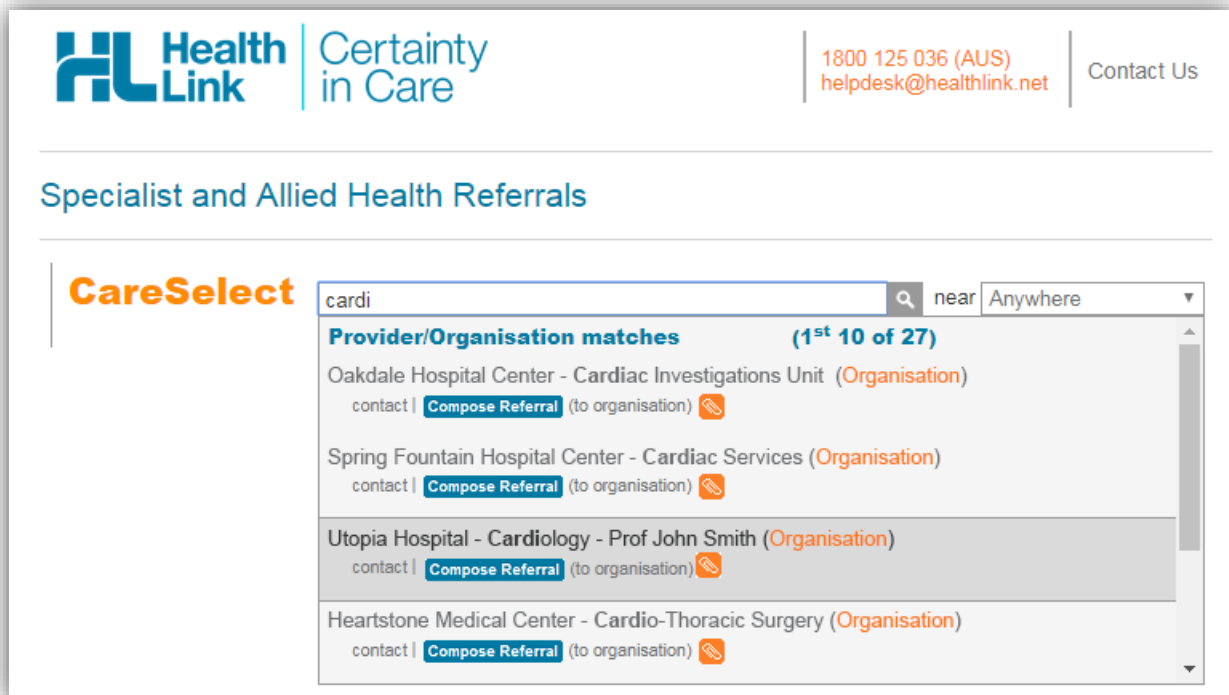 HL Health Link Certainty in Care
1800 125 036 (AUS)
helpdesk@healthlink.net
Contact Us
Specialist and Allied Health Referrals
CareSelect
cardi
near Anywhere
Provider/Organisation matches (1st 10 of 27)
Oakdale Hospital Center - Cardiac Investigations Unit (Organisation)
contact | Compose Referral (to organisation)
Spring Fountain Hospital Center - Cardiac Services (Organisation)
contact | Compose Referral (to organisation)
Utopia Hospital - Cardiology - Prof John Smith (Organisation)
contact | Compose Referral (to organisation)
Heartstone Medical Center - Cardio-Thoracic Surgery (Organisation)
contact | Compose Referral (to organisation)